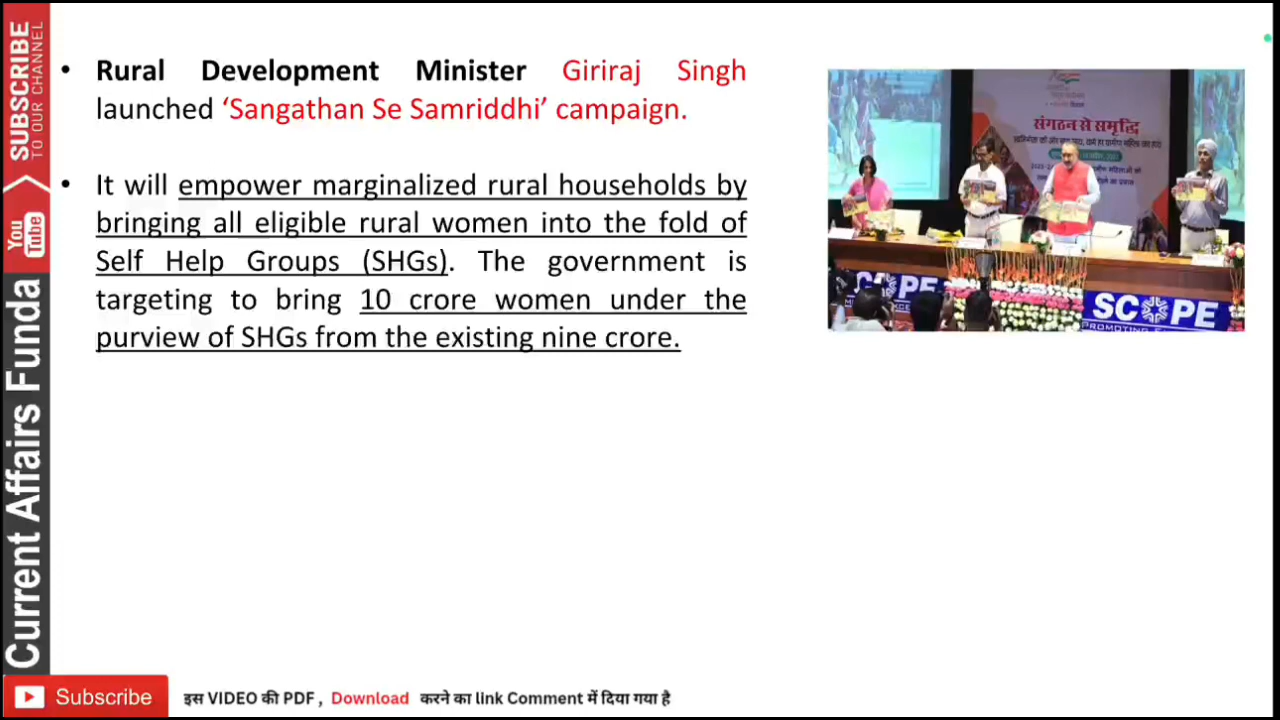 SUBSCRIBE
TO OUR CHANNEL
You
Tube
Current Affairs Funda
• Rural Development Minister Giriraj Singh
launched ‘Sangathan Se Samriddhi’ campaign.
• It will empower marginalized rural households by
bringing all eligible rural women into the fold of
Self Help Groups (SHGs). The government is
targeting to bring 10 crore women under the
purview of SHGs from the existing nine crore.
संगठन से समृद्धि
SCOPE
SCOPE
Subscribe
इस VIDEO की PDF , Download करने का link Comment में दिया गया है